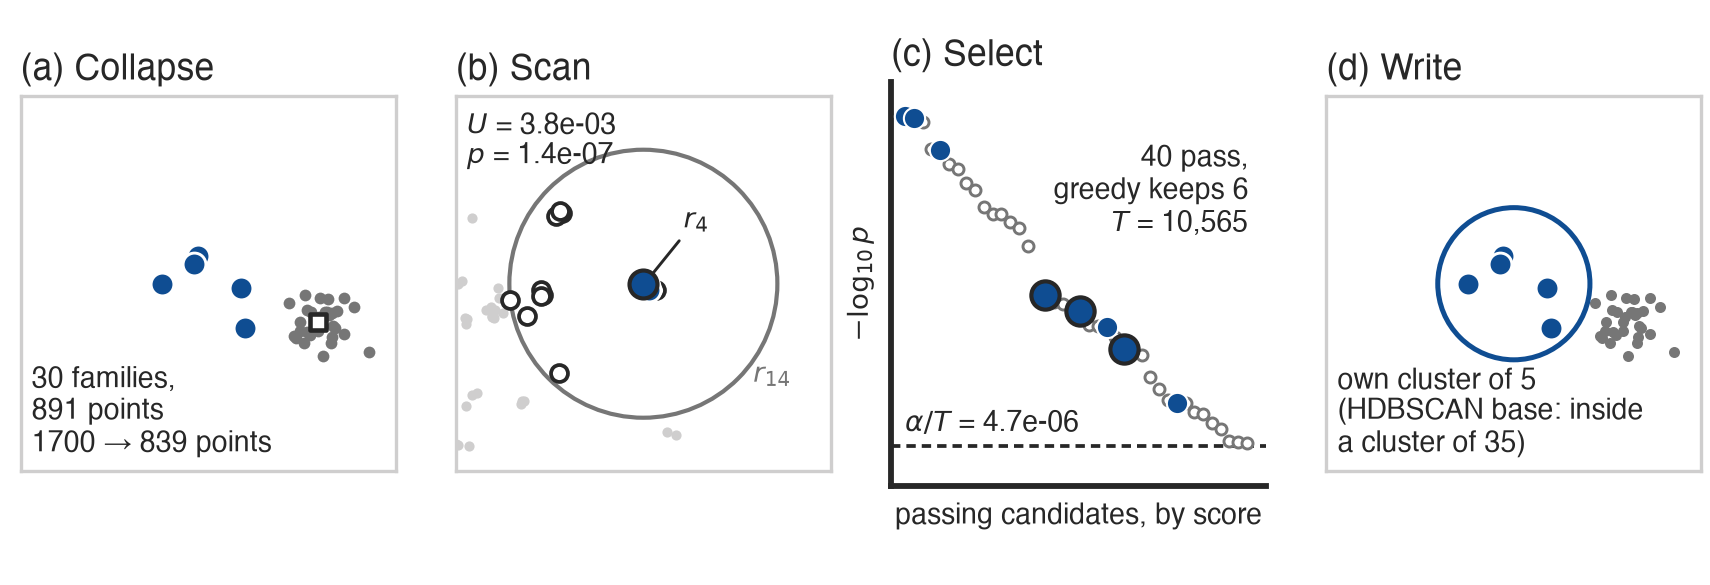 (a) Collapse
30 families,
891 points
1700 → 839 points
(b) Scan
U = 3.8e-03
p = 1.4e-07
r4
r14
(c) Select
40 pass,
greedy keeps 6
T = 10,565
α/T = 4.7e-06
−log10 p
passing candidates, by score
(d) Write
own cluster of 5
(HDBSCAN base: inside
a cluster of 35)